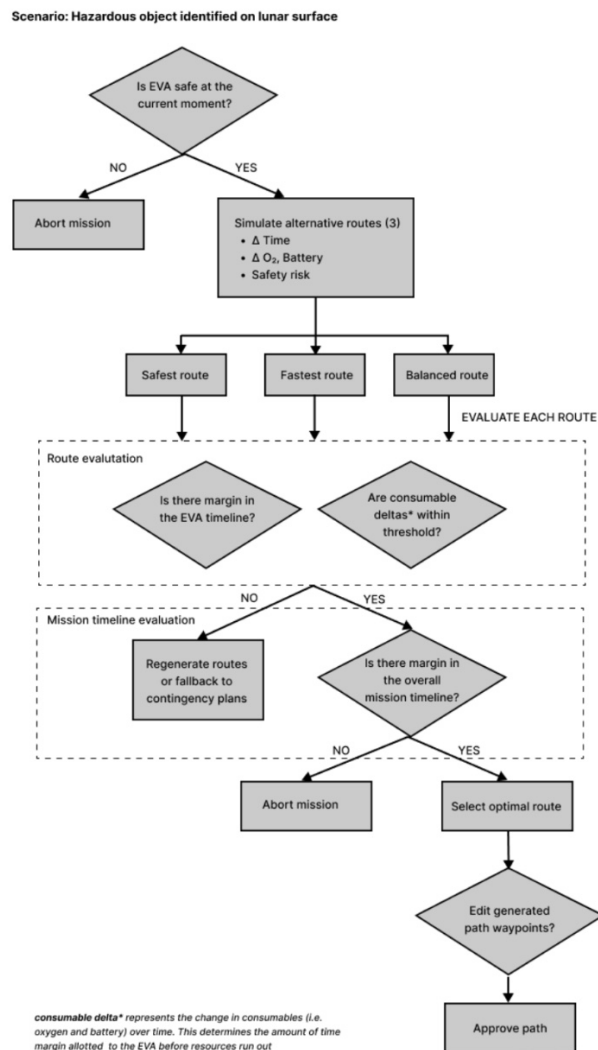 Scenario: Hazardous object identified on lunar surface
Is EVA safe at the
current moment?
NO
YES
Abort mission
Simulate alternative routes (3)
• Δ Time
• Δ O₂, Battery
• Safety risk
Safest route
Fastest route
Balanced route
EVALUATE EACH ROUTE
Route evalutation
Is there margin in
the EVA timeline?
Are consumable
deltas* within
threshold?
NO
YES
Mission timeline evaluation
Regenerate routes
or fallback to
contingency plans
Is there margin in
the overall
mission timeline?
NO
YES
Abort mission
Select optimal route
Edit generated
path waypoints?
Approve path
consumable delta* represents the change in consumables (i.e.
oxygen and battery) over time. This determines the amount of time
margin allotted to the EVA before resources run out